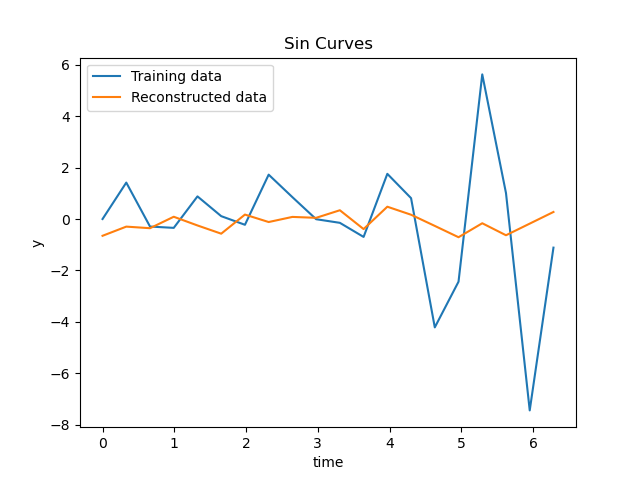 Sin Curves
Training data
Reconstructed data
6
4
2
0
−2
−4
−6
−8
y
0 1 2 3 4 5 6
time